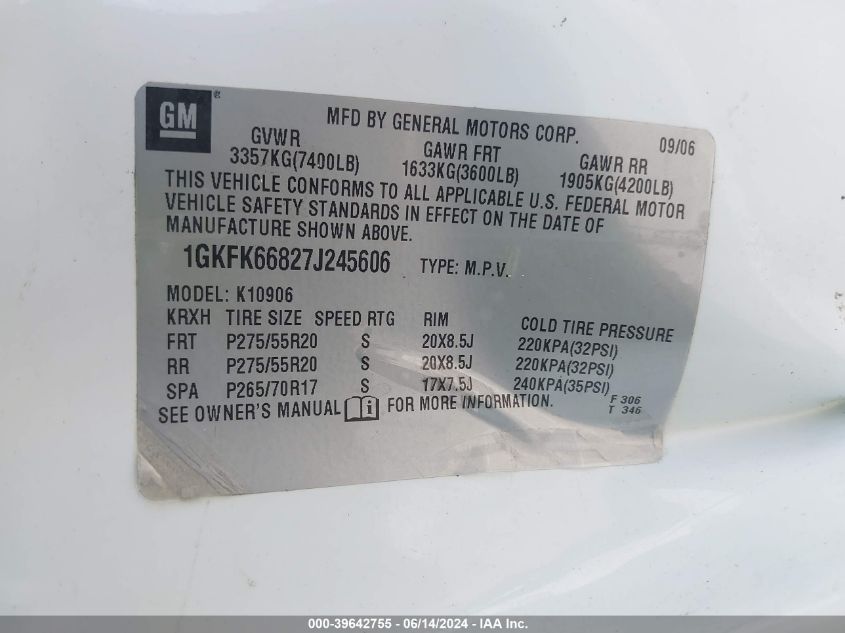 GM®
MFD BY GENERAL MOTORS CORP. 09/06
GVWR GAWR FRT GAWR RR
3357KG(7400LB) 1633KG(3600LB) 1905KG(4200LB)
THIS VEHICLE CONFORMS TO ALL APPLICABLE U.S. FEDERAL MOTOR
VEHICLE SAFETY STANDARDS IN EFFECT ON THE DATE OF
MANUFACTURE SHOWN ABOVE.
1GKFK66827J245606 TYPE: M.P.V.
MODEL: K10906
KRXH TIRE SIZE SPEED RTG RIM COLD TIRE PRESSURE
FRT P275/55R20 S 20X8.5J 220KPA(32PSI)
RR P275/55R20 S 20X8.5J 220KPA(32PSI)
SPA P265/70R17 S 17X7.5J 240KPA(35PSI)
SEE OWNER'S MANUAL i FOR MORE INFORMATION. F 306
T 346
000-39642755 - 06/14/2024 - IAA Inc.